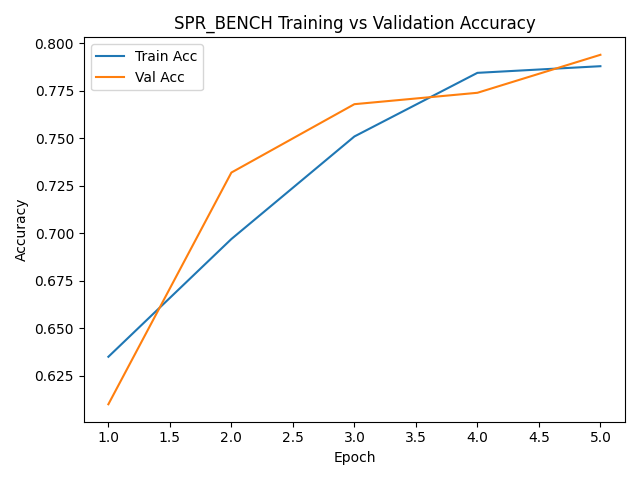 SPR_BENCH Training vs Validation Accuracy
Train Acc
Val Acc
Accuracy
0.800
0.775
0.750
0.725
0.700
0.675
0.650
0.625
1.0 1.5 2.0 2.5 3.0 3.5 4.0 4.5 5.0
Epoch